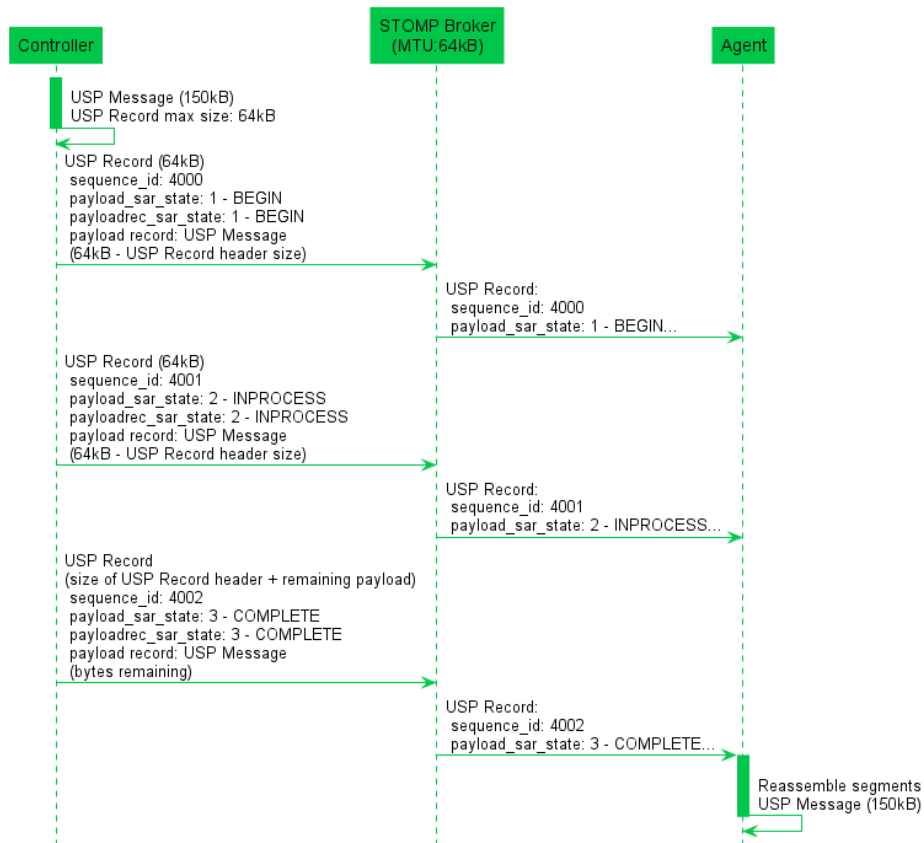 Controller
STOMP Broker
(MTU:64kB)
Agent
USP Message (150kB)
USP Record max size: 64kB
USP Record (64kB)
sequence_id: 4000
payload_sar_state: 1 - BEGIN
payloadrec_sar_state: 1 - BEGIN
payload record: USP Message
(64kB - USP Record header size)
USP Record:
sequence_id: 4000
payload_sar_state: 1 - BEGIN...
USP Record (64kB)
sequence_id: 4001
payload_sar_state: 2 - INPROCESS
payloadrec_sar_state: 2 - INPROCESS
payload record: USP Message
(64kB - USP Record header size)
USP Record:
sequence_id: 4001
payload_sar_state: 2 - INPROCESS...
USP Record
(size of USP Record header + remaining payload)
sequence_id: 4002
payload_sar_state: 3 - COMPLETE
payloadrec_sar_state: 3 - COMPLETE
payload record: USP Message
(bytes remaining)
USP Record:
sequence_id: 4002
payload_sar_state: 3 - COMPLETE...
Reassemble segments
USP Message (150kB)